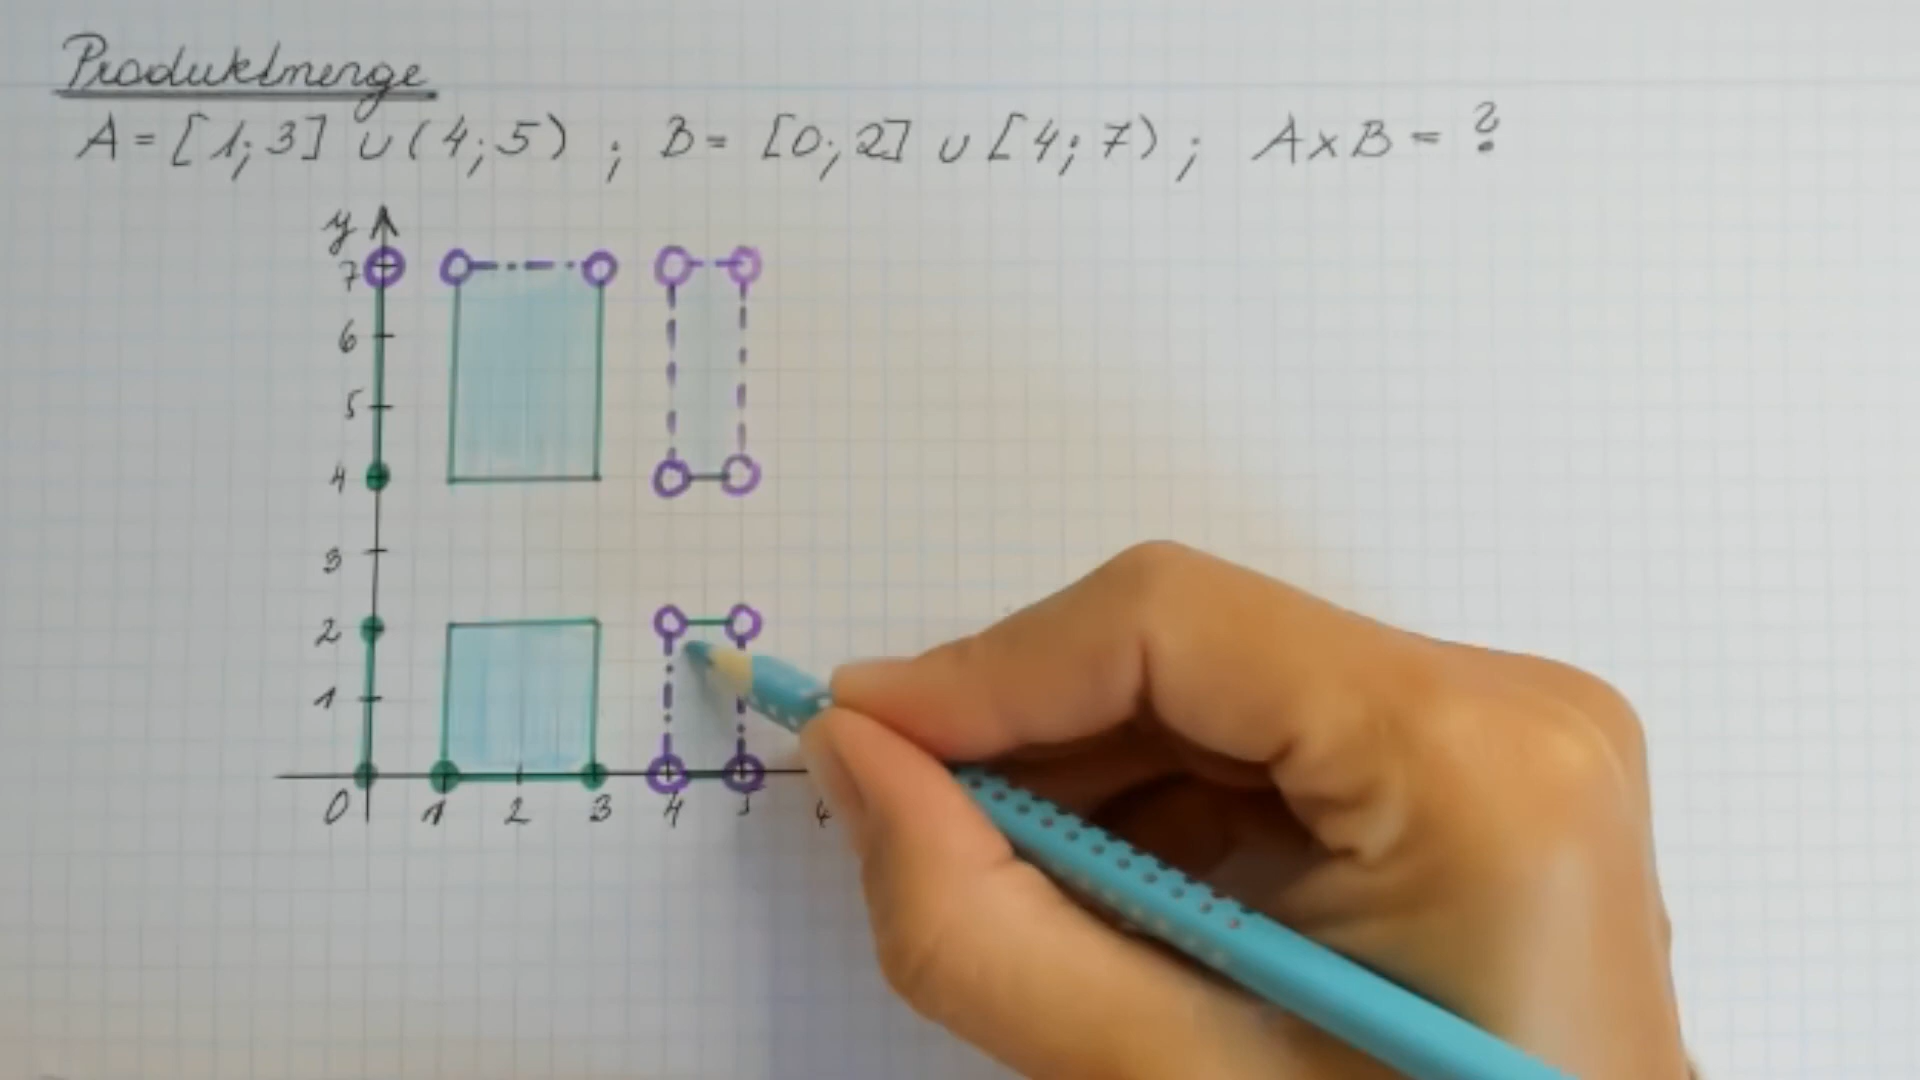 Produktmenge
A = [1;3] ∪ (4;5) ; B = [0;2] ∪ [4;7) ; A×B = ?
y
7
6
5
4
3
2
1
0 1 2 3 4 5